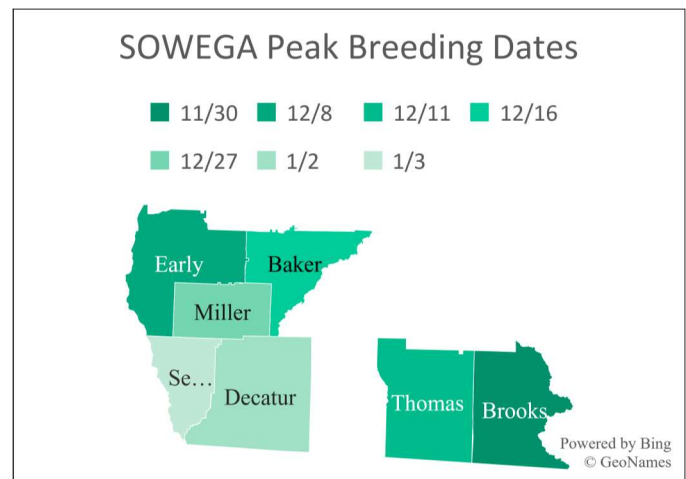 SOWEGA Peak Breeding Dates
11/30 12/8 12/11 12/16
12/27 1/2 1/3
Early
Baker
Miller
Se...
Decatur
Thomas
Brooks
Powered by Bing
© GeoNames